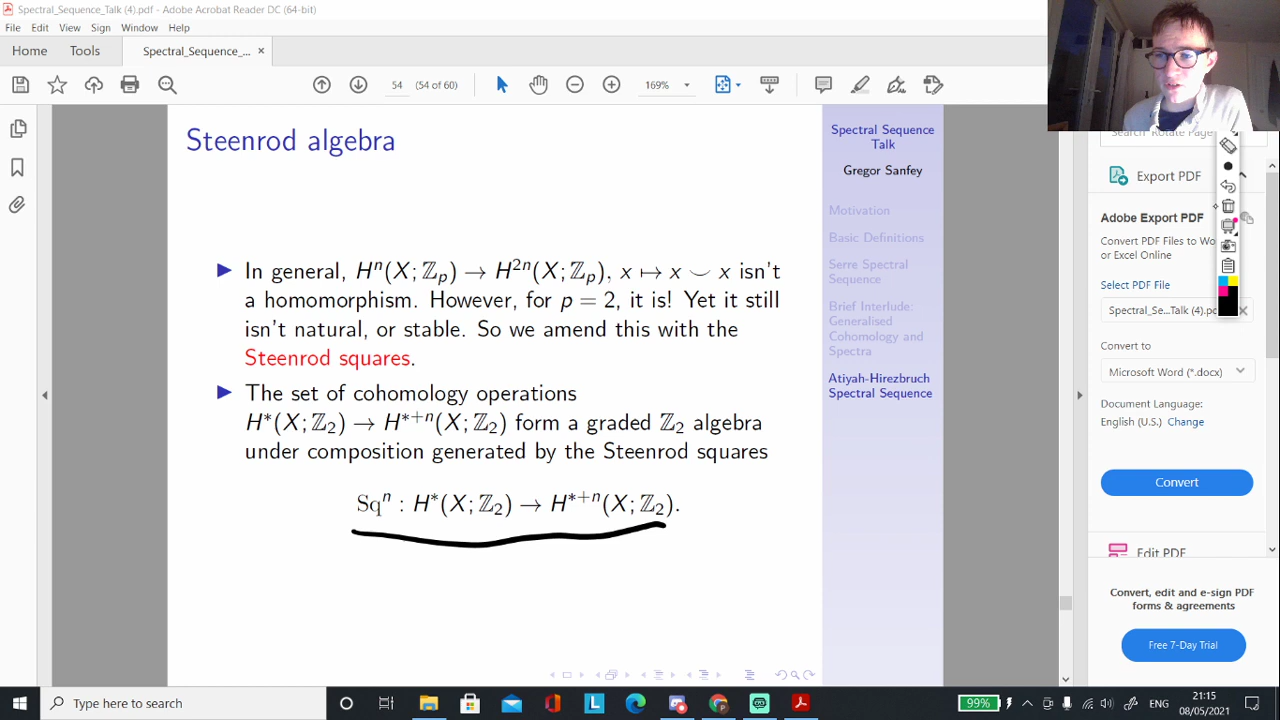 Spectral_Sequence_Talk (4).pdf - Adobe Acrobat Reader DC (64-bit)
File Edit View Sign Window Help
Home Tools Spectral_Sequence_... ×
54 (54 of 60) 169%
Steenrod algebra
In general, Hⁿ(X; ℤₚ) → H²ⁿ(X; ℤₚ), x ↦ x ⌣ x isn't
a homomorphism. However, for p = 2, it is! Yet it still
isn't natural, or stable. So we amend this with the
Steenrod squares.
The set of cohomology operations
H*(X; ℤ₂) → H*⁺ⁿ(X; ℤ₂) form a graded ℤ₂ algebra
under composition generated by the Steenrod squares
Sqⁿ : H*(X; ℤ₂) → H*⁺ⁿ(X; ℤ₂).
Spectral Sequence
Talk
Gregor Sanfey
Motivation
Basic Definitions
Serre Spectral
Sequence
Brief Interlude:
Generalised
Cohomology and
Spectra
Atiyah-Hirezbruch
Spectral Sequence
Search 'Rotate Page'
Export PDF
Adobe Export PDF
Convert PDF Files to Wo
or Excel Online
Select PDF File
Spectral_Se...Talk (4).pd
Convert to
Microsoft Word (*.docx)
Document Language:
English (U.S.) Change
Convert
Edit PDF
Convert, edit and e-sign PDF
forms & agreements
Free 7-Day Trial
Type here to search
99% ENG 21:15
08/05/2021